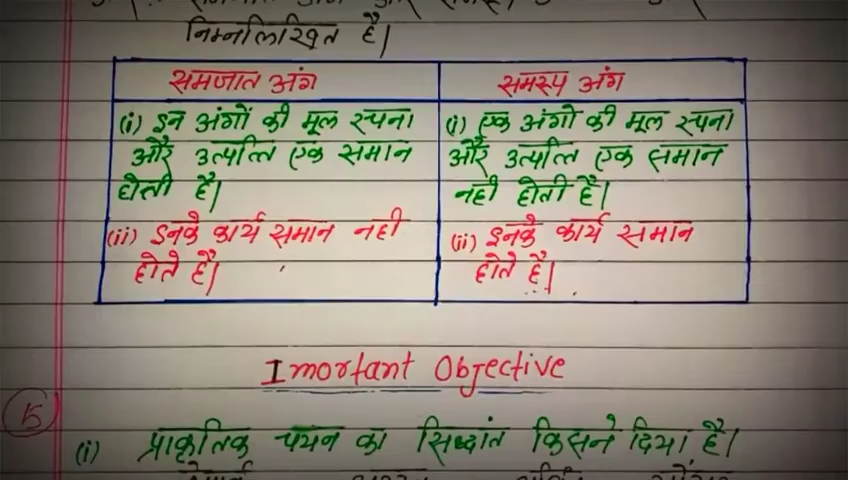 निम्नलिखित है।
समजात अंग
समरूप अंग
(i) इन अंगों की मूल रचना
और उत्पत्ति एक समान
होती है।
(ii) इनके कार्य समान नही
होते है।
(i) एक अंगो की मूल रचना
और उत्पत्ति एक समान
नही होती है।
(ii) इनके कार्य समान
होते है।
Imortant Objective
5
(i) प्राकृतिक चयन का सिध्दांत किसने दिया है।